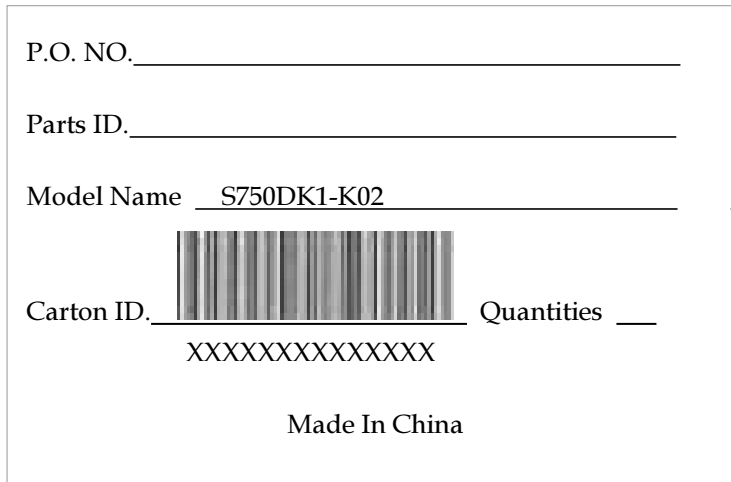 P.O. NO.
Parts ID.
Model Name S750DK1-K02
Carton ID. Quantities
XXXXXXXXXXXXXX
Made In China